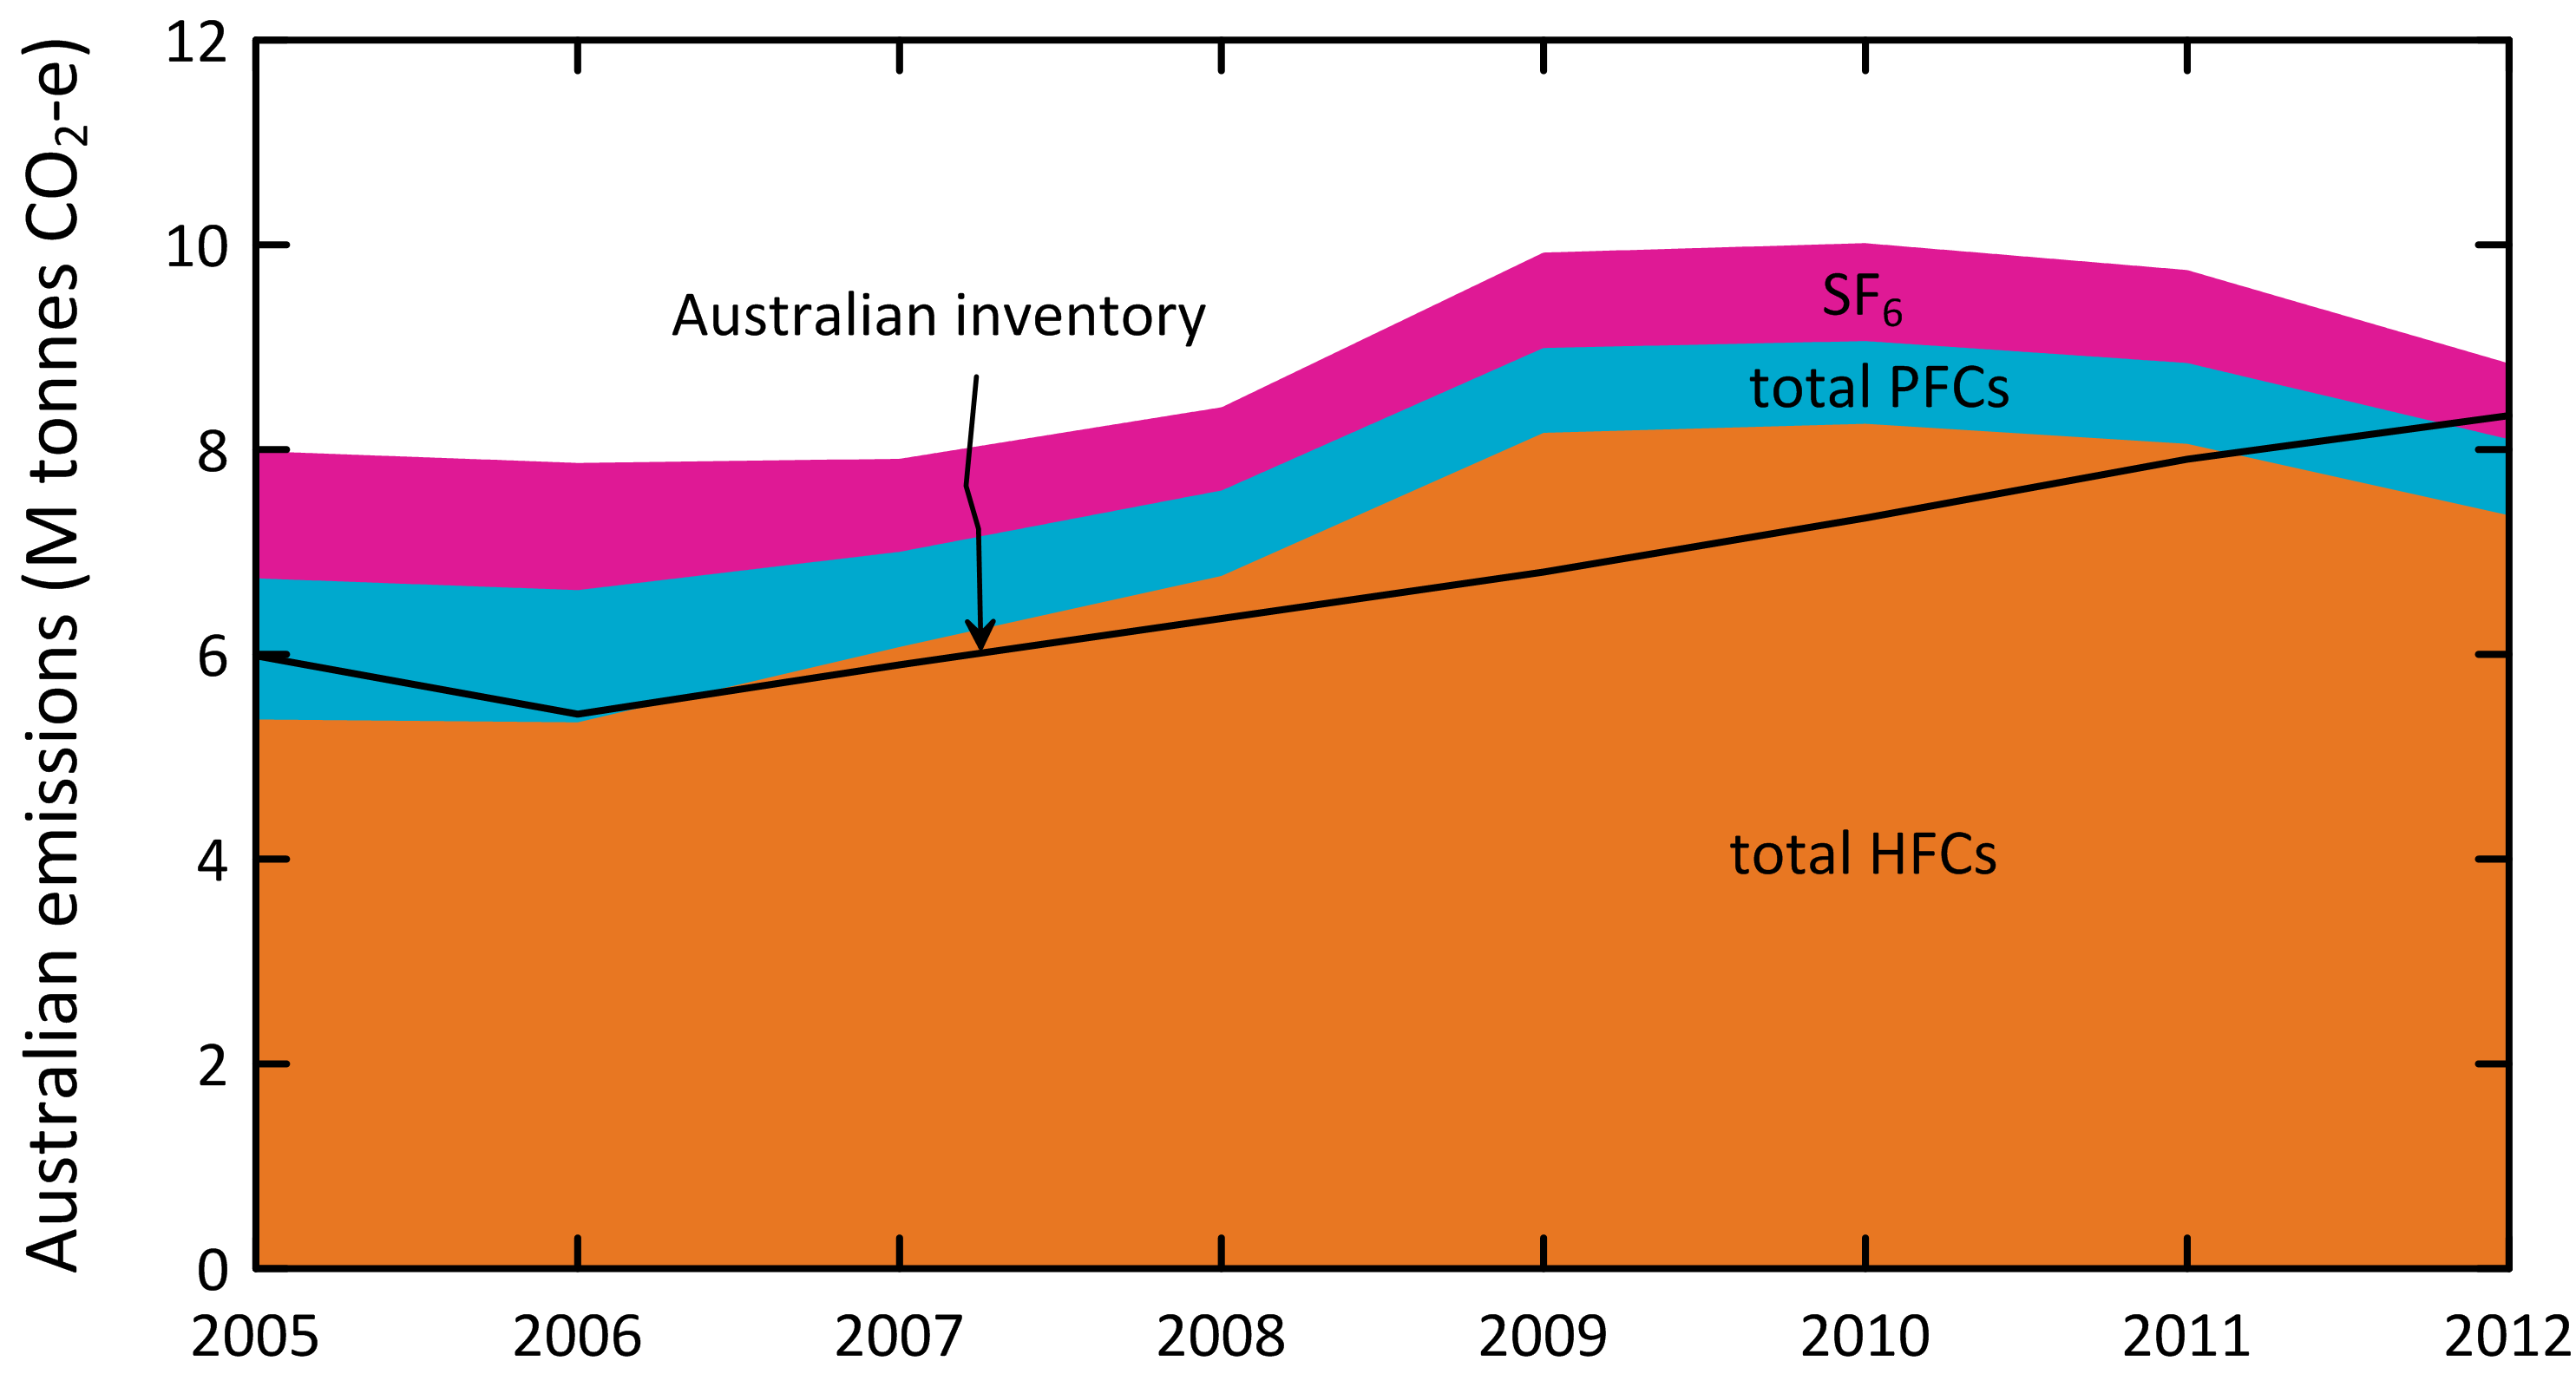 Australian emissions (M tonnes CO₂-e)
12
10
8
6
4
2
0
Australian inventory
SF₆
total PFCs
total HFCs
2005 2006 2007 2008 2009 2010 2011 2012